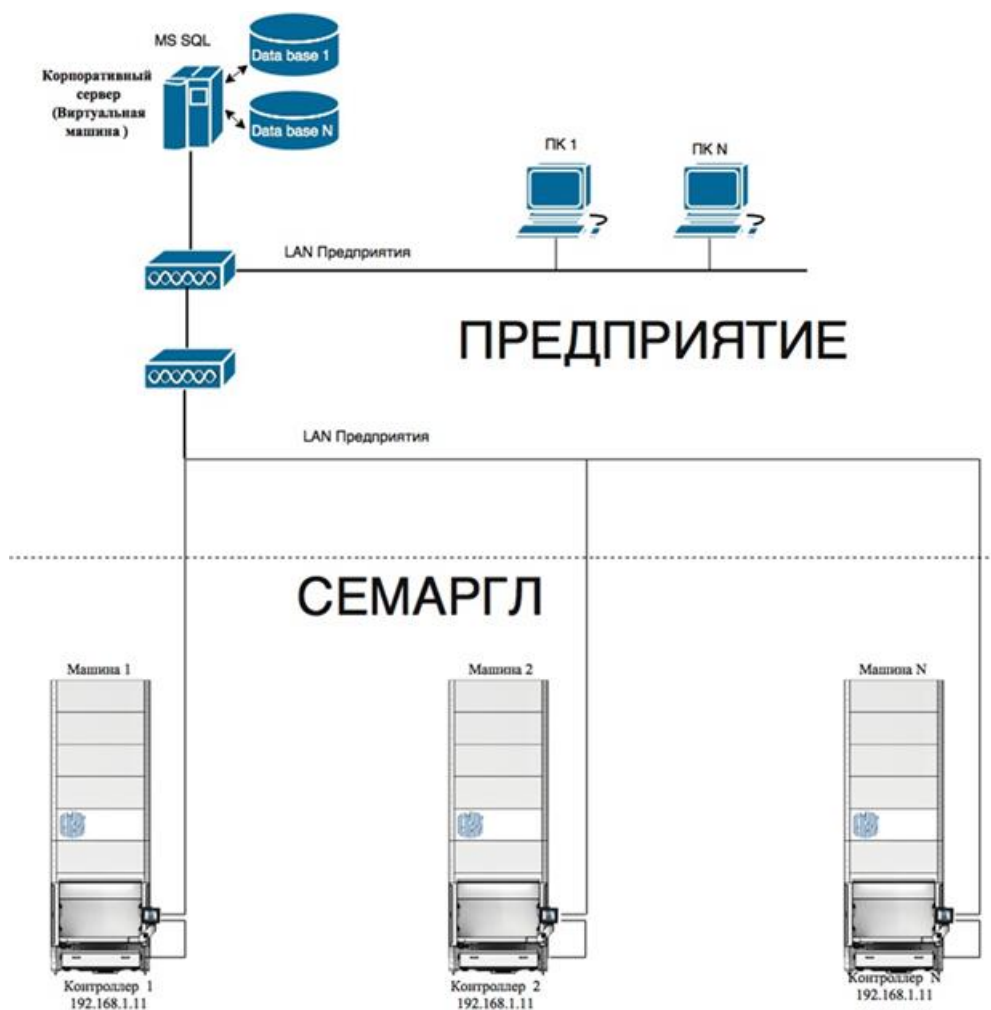 MS SQL
Data base 1
Корпоративный
сервер
(Виртуальная
машина )
Data base N
ПК 1
ПК N
LAN Предприятия
ПРЕДПРИЯТИЕ
LAN Предприятия
СЕМАРГЛ
Машина 1
Машина 2
Машина N
Контроллер 1
192.168.1.11
Контроллер 2
192.168.1.11
Контроллер N
192.168.1.11